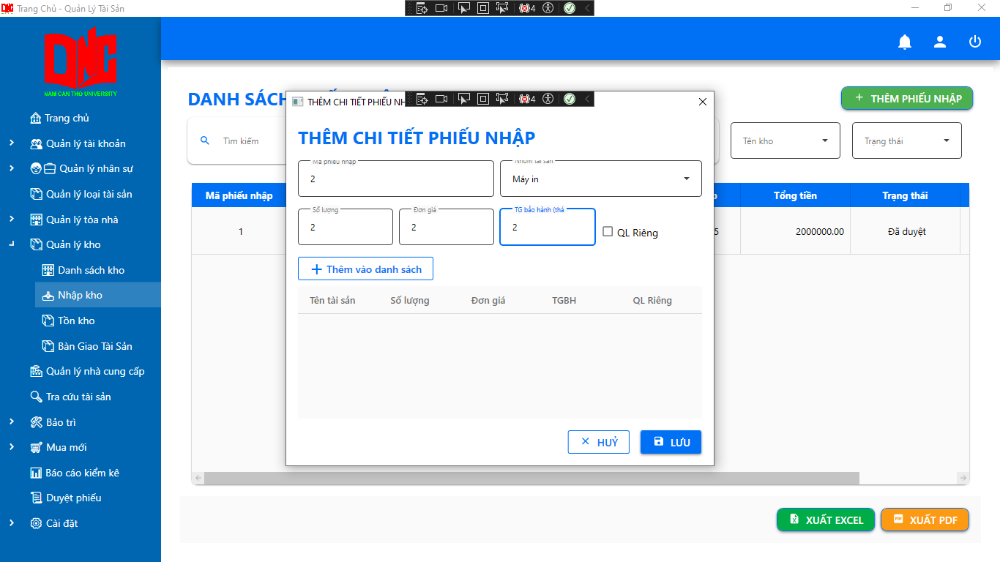 Trang Chủ - Quản Lý Tài Sản
4
DNC
NAM CAN THO UNIVERSITY
Trang chủ
Quản lý tài khoản
Quản lý nhân sự
Quản lý loại tài sản
Quản lý tòa nhà
Quản lý kho
Danh sách kho
Nhập kho
Tồn kho
Bàn Giao Tài Sản
Quản lý nhà cung cấp
Tra cứu tài sản
Bảo trì
Mua mới
Báo cáo kiểm kê
Duyệt phiếu
Cài đặt
DANH SÁCH
THÊM PHIẾU NHẬP
Tìm kiếm
Tên kho
Trạng thái
Mã phiếu nhập
Tổng tiền
Trạng thái
1
5
2000000.00
Đã duyệt
THÊM CHI TIẾT PHIẾU NH
4
THÊM CHI TIẾT PHIẾU NHẬP
Mã phiếu nhập
2
Nhóm tài sản
Máy in
Số lượng
2
Đơn giá
2
TG bảo hành (thá
2
QL Riêng
Thêm vào danh sách
Tên tài sản Số lượng Đơn giá TGBH QL Riêng
HUỶ
LƯU
XUẤT EXCEL
PDF
XUẤT PDF